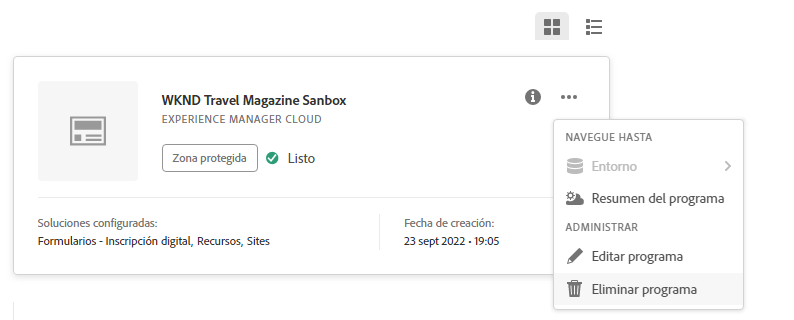 WKND Travel Magazine Sanbox
EXPERIENCE MANAGER CLOUD
Zona protegida
Listo
Soluciones configuradas:
Formularios - Inscripción digital, Recursos, Sites
Fecha de creación:
23 sept 2022 • 19:05
NAVEGUE HASTA
Entorno
Resumen del programa
ADMINISTRAR
Editar programa
Eliminar programa